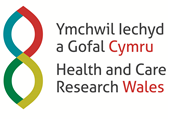 Ymchwil Iechyd
a Gofal Cymru
Health and Care
Research Wales